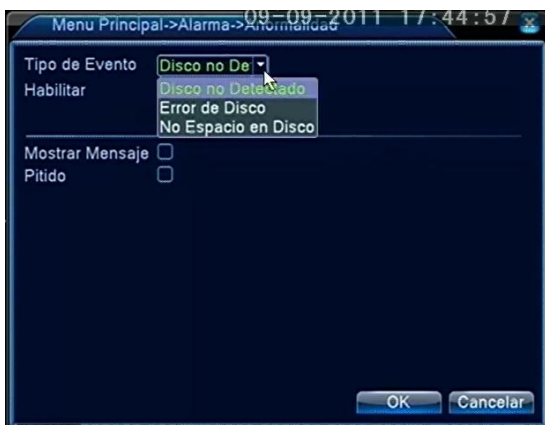 09-09-2011 17:44:57
Menu Principal->Alarma->Anormalidad
Tipo de Evento Disco no De
Habilitar Disco no Detectado
Error de Disco
No Espacio en Disco
Mostrar Mensaje
Pitido
OK Cancelar